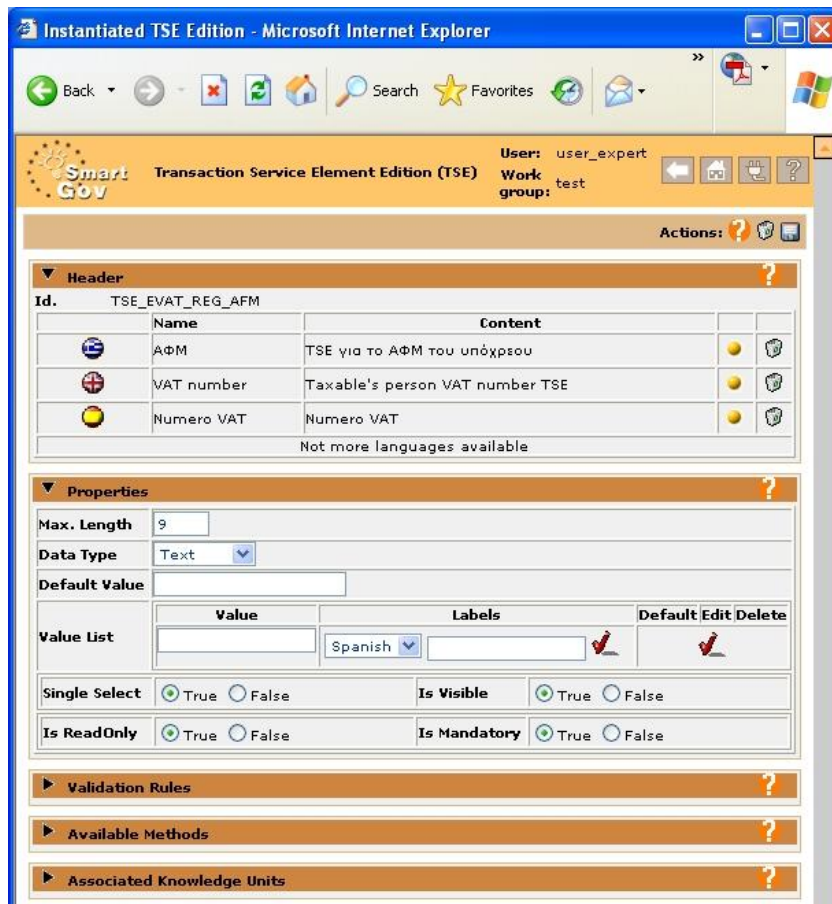 Instantiated TSE Edition - Microsoft Internet Explorer
Back Search Favorites »
Smart Gov Transaction Service Element Edition (TSE) User: user_expert Work group: test
Actions: ?
Header ?
Id. TSE_EVAT_REG_AFM
Name Content
ΑΦΜ TSE για το ΑΦΜ του υπόχρεου
VAT number Taxable's person VAT number TSE
Numero VAT Numero VAT
Not more languages available
Properties ?
Max. Length 9
Data Type Text
Default Value
Value Labels Default Edit Delete
Value List Spanish
Single Select True False Is Visible True False
Is ReadOnly True False Is Mandatory True False
Validation Rules ?
Available Methods ?
Associated Knowledge Units ?